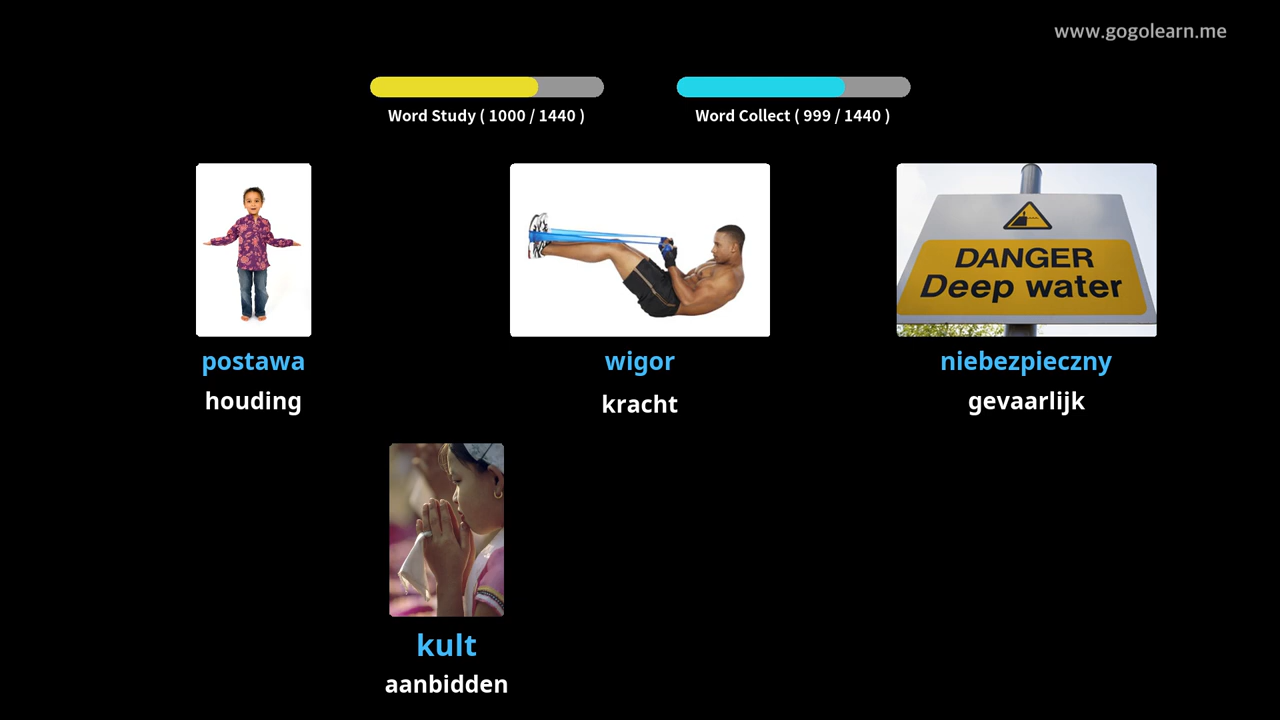 www.gogolearn.me
Word Study ( 1000 / 1440 )
Word Collect ( 999 / 1440 )
DANGER
Deep water
postawa
houding
wigor
kracht
niebezpieczny
gevaarlijk
kult
aanbidden